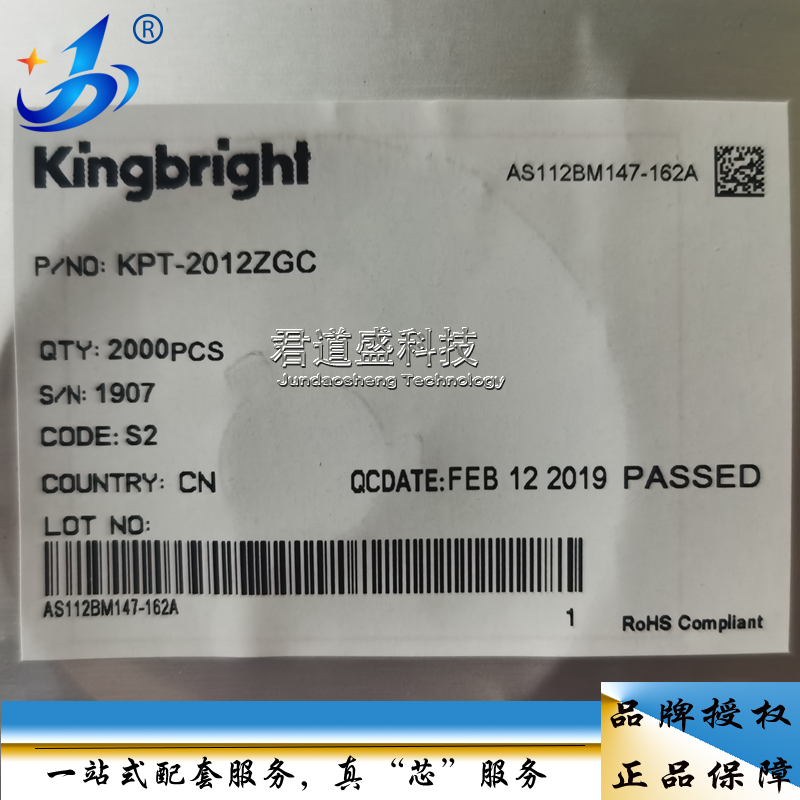 ®
Kingbright
AS112BM147-162A
P/NO: KPT-2012ZGC
QTY: 2000PCS
君道盛科技
Jundaosheng Technology
S/N: 1907
CODE: S2
COUNTRY: CN
QCDATE: FEB 12 2019 PASSED
LOT NO:
AS112BM147-162A
1
RoHS Compliant
品牌授权
一站式配套服务，真“芯”服务
正品保障